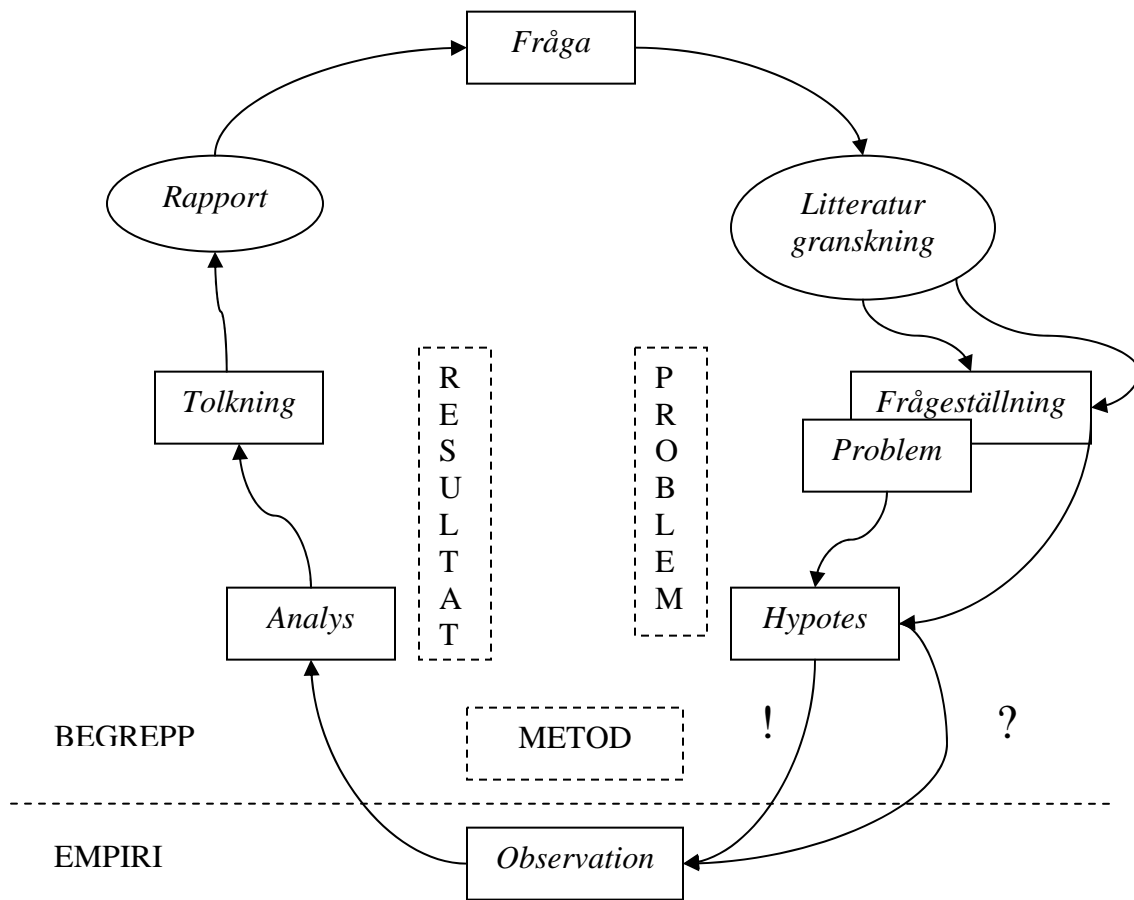 Fråga
Rapport
Litteratur
granskning
R
E
S
U
L
T
A
T
P
R
O
B
L
E
M
Tolkning
Frågeställning
Problem
Analys
Hypotes
BEGREPP
METOD
!
?
EMPIRI
Observation